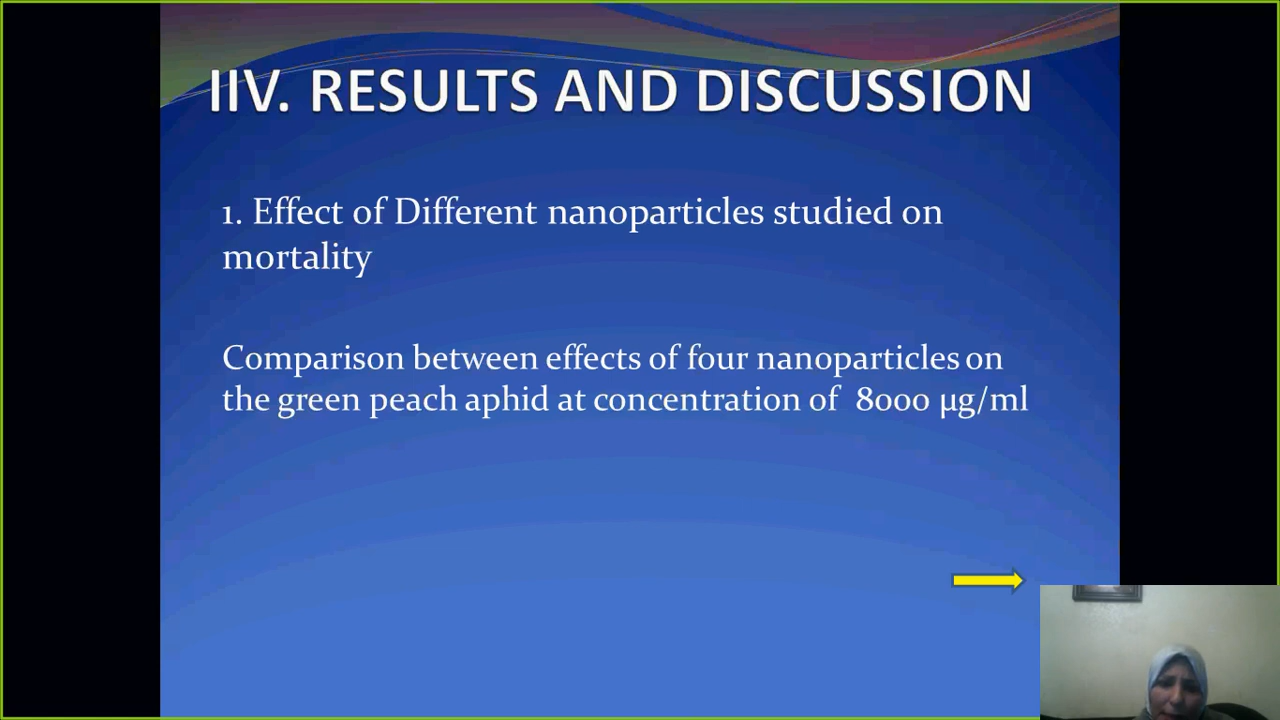 IIV. RESULTS AND DISCUSSION
1. Effect of Different nanoparticles studied on
mortality
Comparison between effects of four nanoparticles on
the green peach aphid at concentration of 8000 µg/ml